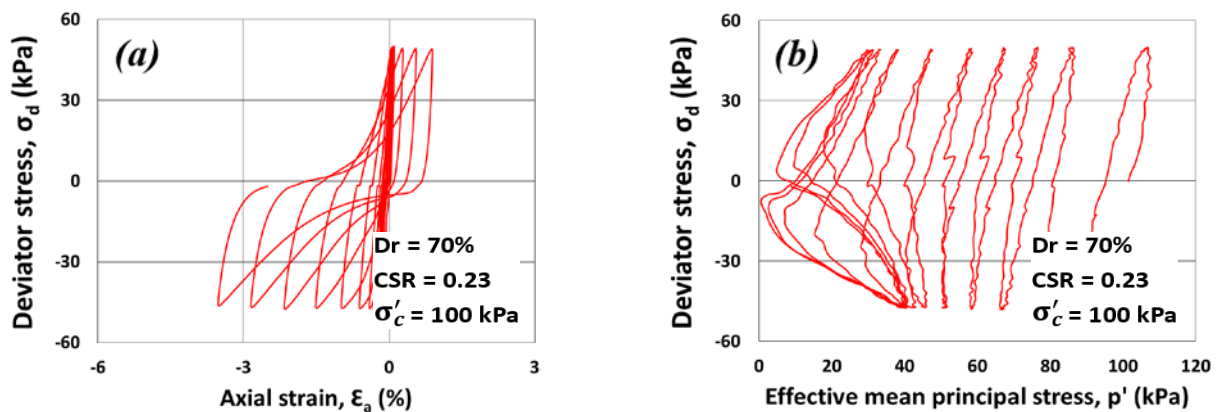 (a)
Deviator stress, σd (kPa)
60
30
0
-30
-60
-6
-3
0
3
Axial strain, Ɛa (%)
Dr = 70%
CSR = 0.23
σ′c = 100 kPa
(b)
Deviator stress, σd (kPa)
60
30
0
-30
-60
0
20
40
60
80
100
120
Effective mean principal stress, p' (kPa)
Dr = 70%
CSR = 0.23
σ′c = 100 kPa